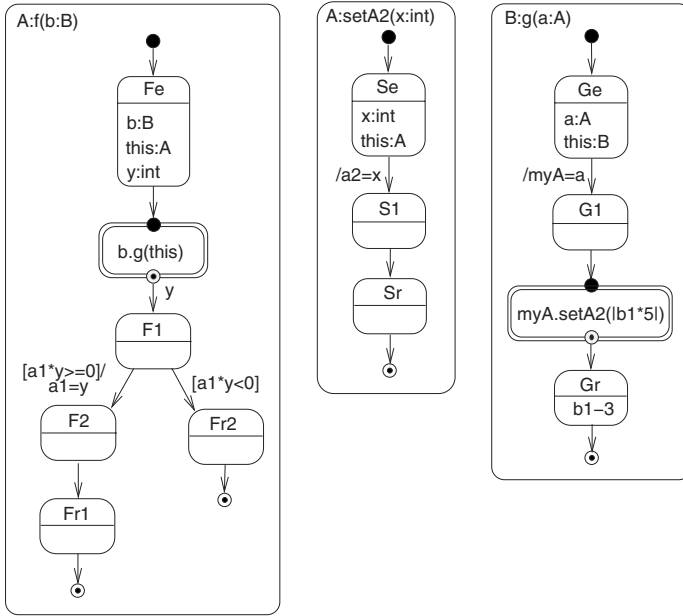 A:f(b:B)
Fe
b:B
this:A
y:int
b.g(this)
y
F1
[a1*y>=0]/
a1=y
[a1*y<0]
F2
Fr2
Fr1
A:setA2(x:int)
Se
x:int
this:A
/a2=x
S1
Sr
B:g(a:A)
Ge
a:A
this:B
/myA=a
G1
myA.setA2(|b1*5|)
Gr
b1−3